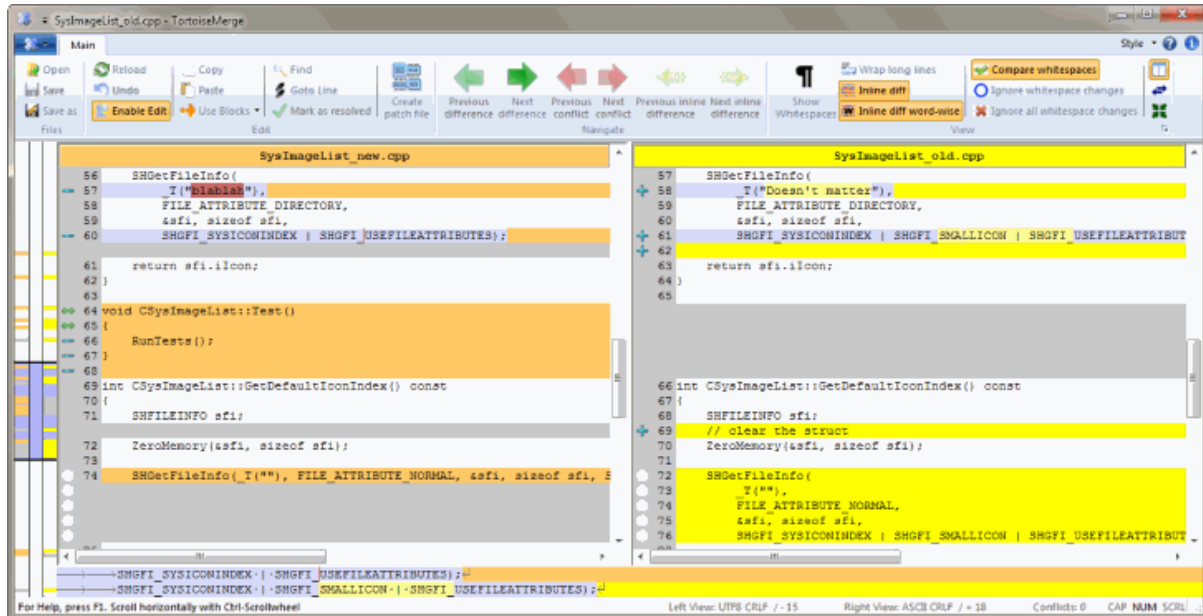 SysImageList_old.cpp - TortoiseMerge
Main
Style
Open
Save
Save as
Files
Reload
Undo
Enable Edit
Copy
Paste
Use Blocks
Find
Goto Line
Mark as resolved
Edit
Create patch file
Previous difference
Next difference
Previous conflict
Next conflict
Previous inline difference
Next inline difference
Navigate
Show Whitespaces
Wrap long lines
Inline diff
Inline diff word-wise
Compare whitespaces
Ignore whitespace changes
Ignore all whitespace changes
View
SysImageList_new.cpp
56 SHGetFileInfo(
57 _T("blablah"),
58 FILE_ATTRIBUTE_DIRECTORY,
59 &sfi, sizeof sfi,
60 SHGFI_SYSICONINDEX | SHGFI_USEFILEATTRIBUTES);
61 return sfi.iIcon;
62 }
63
64 void CSysImageList::Test()
65 {
66 RunTests();
67 }
68
69 int CSysImageList::GetDefaultIconIndex() const
70 {
71 SHFILEINFO sfi;
72 ZeroMemory(&sfi, sizeof sfi);
73
74 SHGetFileInfo(_T(""), FILE_ATTRIBUTE_NORMAL, &sfi, sizeof sfi, S
SysImageList_old.cpp
57 SHGetFileInfo(
58 _T("Doesn't matter"),
59 FILE_ATTRIBUTE_DIRECTORY,
60 &sfi, sizeof sfi,
61 SHGFI_SYSICONINDEX | SHGFI_SMALLICON | SHGFI_USEFILEATTRIBUT
62
63 return sfi.iIcon;
64 }
65
66 int CSysImageList::GetDefaultIconIndex() const
67 {
68 SHFILEINFO sfi;
69 // clear the struct
70 ZeroMemory(&sfi, sizeof sfi);
71
72 SHGetFileInfo(
73 _T(""),
74 FILE_ATTRIBUTE_NORMAL,
75 &sfi, sizeof sfi,
76 SHGFI_SYSICONINDEX | SHGFI_SMALLICON | SHGFI_USEFILEATTRIBUT
SHGFI_SYSICONINDEX·|·SHGFI_USEFILEATTRIBUTES);
SHGFI_SYSICONINDEX·|·SHGFI_SMALLICON·|·SHGFI_USEFILEATTRIBUTES);
For Help, press F1. Scroll horizontally with Ctrl-Scrollwheel
Left View: UTF8 CRLF / - 15
Right View: ASCII CRLF / + 18
Conflicts: 0
CAP NUM SCRL